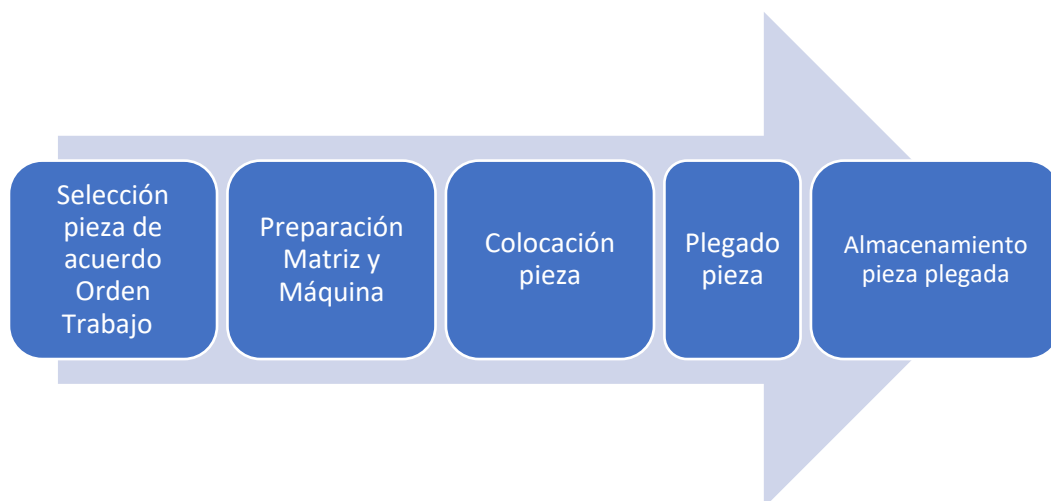 Selección
pieza de
acuerdo
Orden
Trabajo
Preparación
Matriz y
Máquina
Colocación
pieza
Plegado
pieza
Almacenamiento
pieza plegada